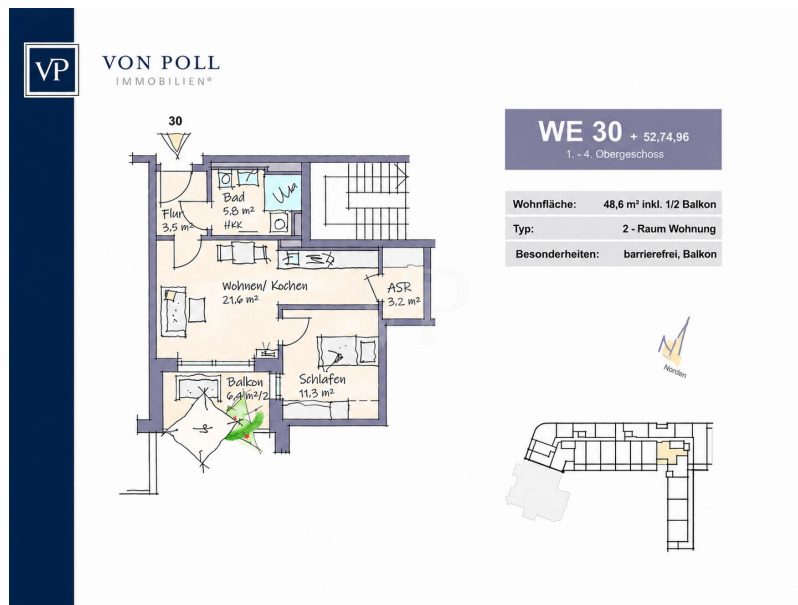 VP
VON POLL
IMMOBILIEN®
30
WE 30 + 52,74,96
1. - 4. Obergeschoss
Wohnfläche: 48,6 m² inkl. 1/2 Balkon
Typ: 2 - Raum Wohnung
Besonderheiten: barrierefrei, Balkon
Bad
5,8 m²
HKK
Flur
3,5 m²
Wohnen/ Kochen
21,6 m²
ASR
3,2 m²
Schlafen
11,3 m²
Balkon
6,4 m²/2
Norden
VP